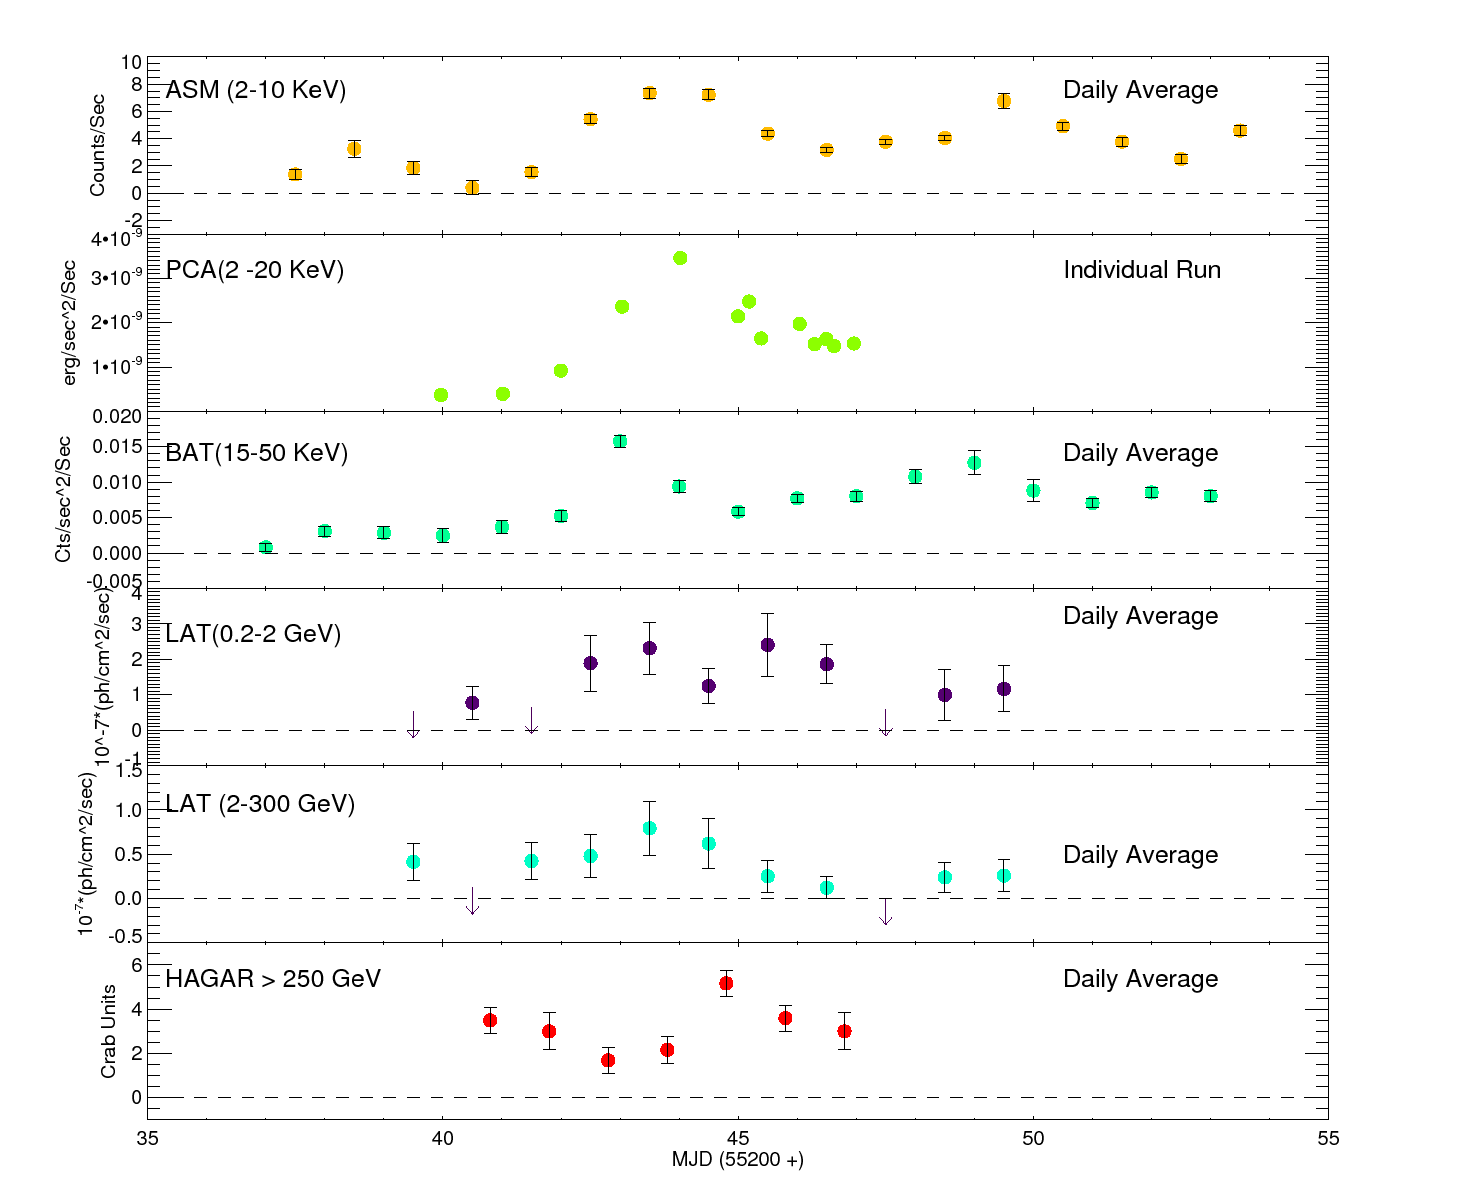 10
8
6
4
2
0
-2
Counts/Sec
ASM (2-10 KeV)
Daily Average
4•10-9
3•10-9
2•10-9
1•10-9
erg/sec^2/Sec
PCA(2 -20 KeV)
Individual Run
0.020
0.015
0.010
0.005
0.000
-0.005
Cts/sec^2/Sec
BAT(15-50 KeV)
Daily Average
4
3
2
1
0
-1
10^-7*(ph/cm^2/sec)
LAT(0.2-2 GeV)
Daily Average
1.5
1.0
0.5
0.0
-0.5
10-7*(ph/cm^2/sec)
LAT (2-300 GeV)
Daily Average
6
4
2
0
Crab Units
HAGAR > 250 GeV
Daily Average
35 40 45 50 55
MJD (55200 +)